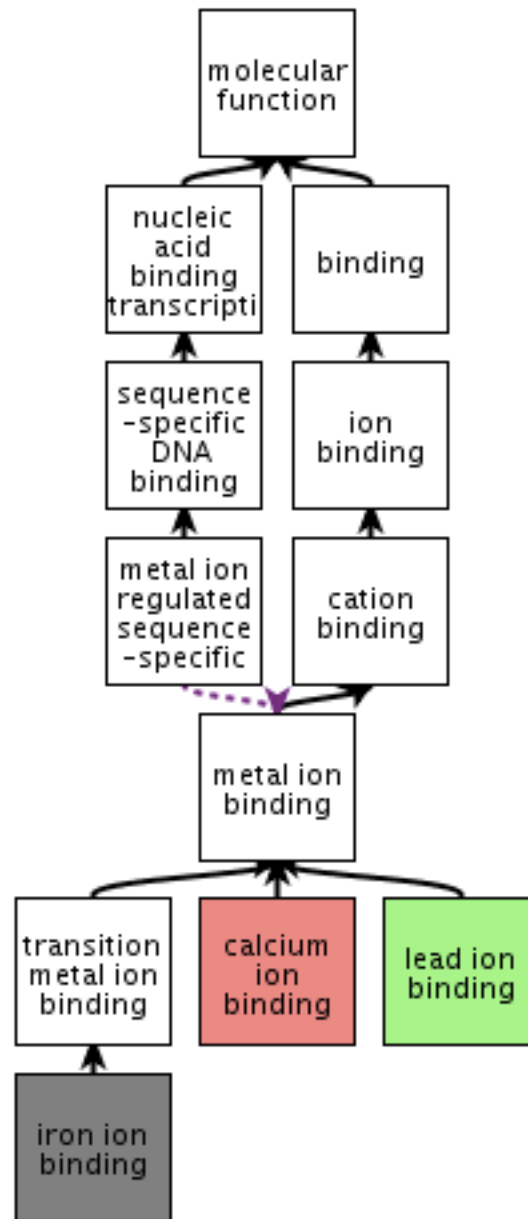 molecular
function
nucleic
acid
binding
transcripti
binding
sequence
-specific
DNA
binding
ion
binding
metal ion
regulated
sequence
-specific
cation
binding
metal ion
binding
transition
metal ion
binding
calcium
ion
binding
lead ion
binding
iron ion
binding